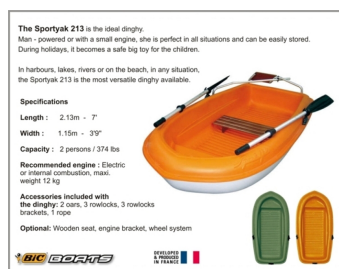 The Sportyak 213 is the ideal dinghy.
Man - powered or with a small engine, she is perfect in all situations and can be easily stored.
During holidays, it becomes a safe big toy for the children.
In harbours, lakes, rivers or on the beach, in any situation,
the Sportyak 213 is the most versatile dinghy available.
Specifications
Length : 2.13m - 7'
Width : 1.15m - 3'9"
Capacity : 2 persons / 374 lbs
Recommended engine : Electric
or internal combustion, maxi.
weight 12 kg
Accessories included with
the dinghy: 2 oars, 3 rowlocks, 3 rowlocks
brackets, 1 rope
Optional: Wooden seat, engine bracket, wheel system
BIC BOATS
DEVELOPED
& PRODUCED
IN FRANCE